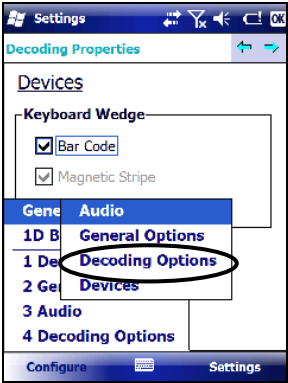 Settings
OK
Decoding Properties
Devices
Keyboard Wedge
Bar Code
Magnetic Stripe
Gene
Audio
1D B
General Options
1 De
Decoding Options
2 Ge
Devices
3 Audio
4 Decoding Options
Configure
Settings